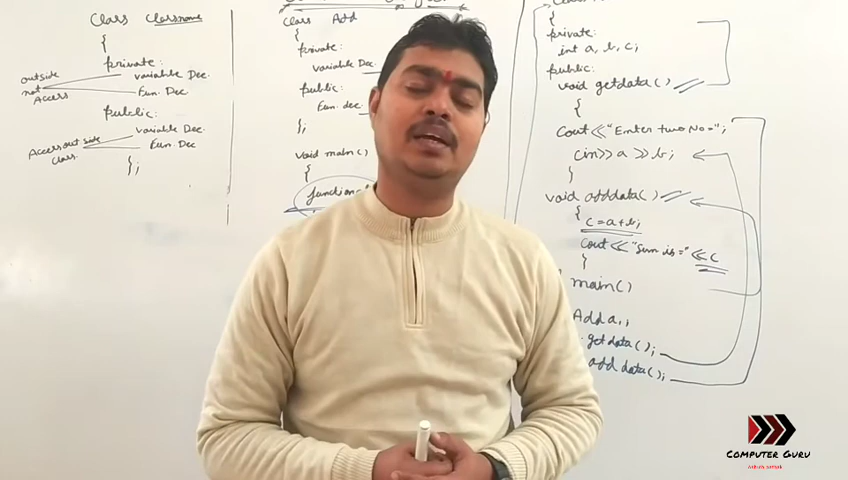 Class Classname
{
private:
variable Dec.
Fun. Dec.
outside
not
Access
public:
variable Dec.
Fun. Dec.
Access out side
class.
};
Class Add
{
private:
variable Dec.
public:
Fun. dec.
};
void main()
{
function
{
private:
int a, b, c;
public:
void getdata()
{
Cout<<"Enter two No=";
cin>>a>>b;
}
void adddata()
{
c=a+b;
cout<<"Sum is="<<c
}
main()
Add a1;
.getdata();
add data();
COMPUTER GURU